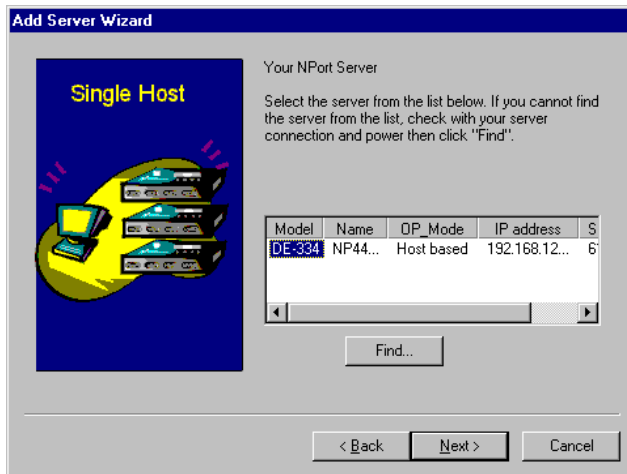 Add Server Wizard
Single Host
Your NPort Server
Select the server from the list below. If you cannot find
the server from the list, check with your server
connection and power then click "Find".
Model Name OP_Mode IP address S
DE-334 NP44... Host based 192.168.12... 6
Find...
< Back Next > Cancel